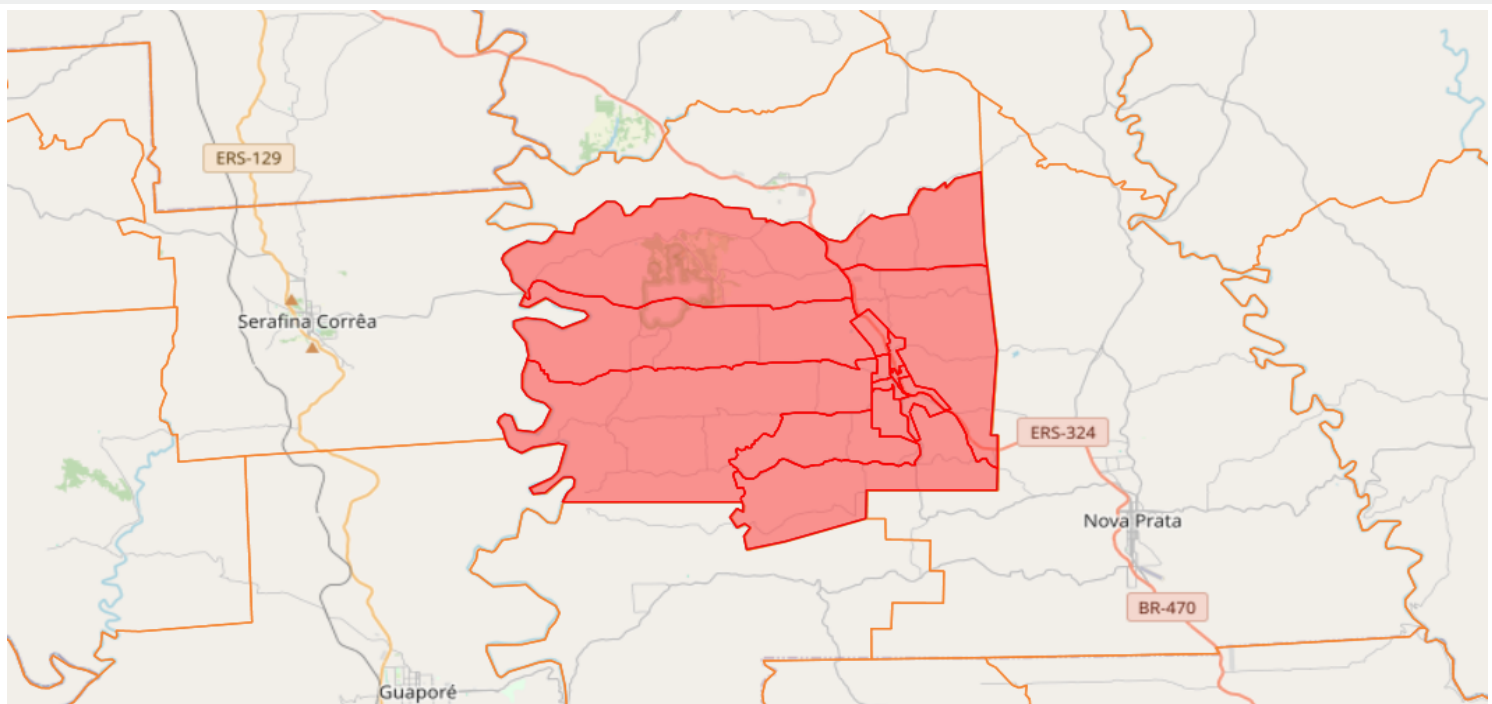 ERS-129
Serafina Corrêa
ERS-324
Nova Prata
BR-470
Guaporé